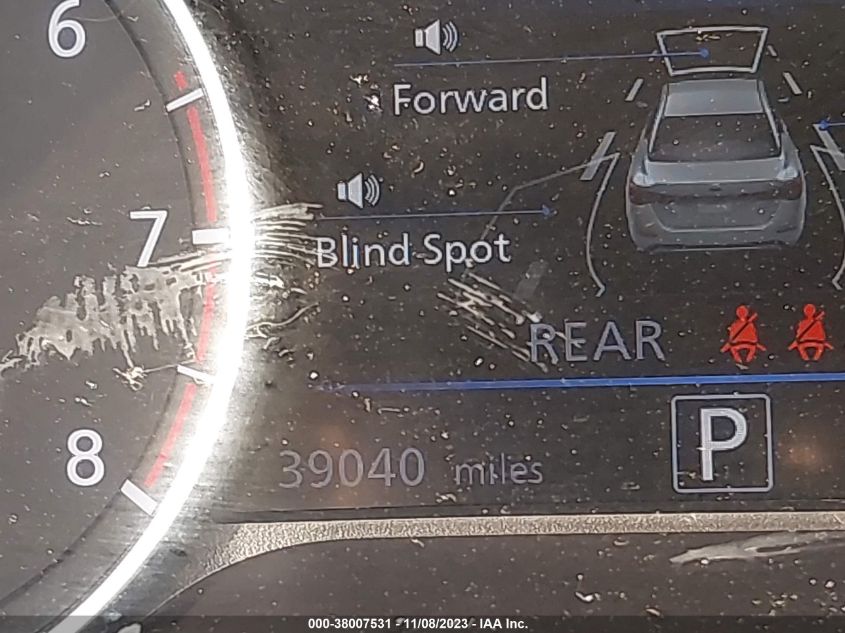 6
Forward
7
Blind Spot
REAR
8
39040 miles
P
000-38007531 - 11/08/2023 - IAA Inc.